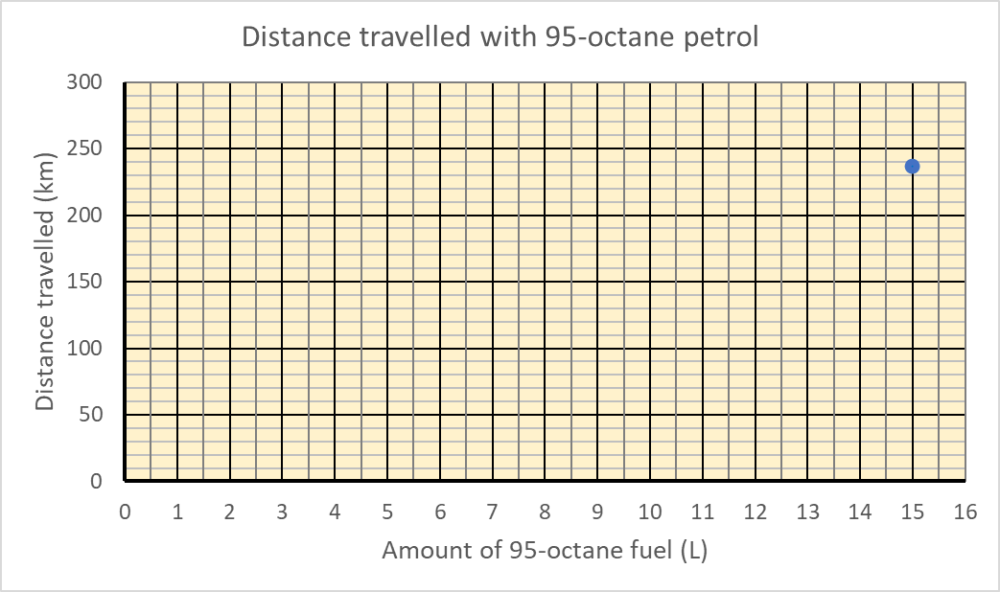 Distance travelled with 95-octane petrol
300
250
200
150
100
50
0
Distance travelled (km)
0 1 2 3 4 5 6 7 8 9 10 11 12 13 14 15 16
Amount of 95-octane fuel (L)